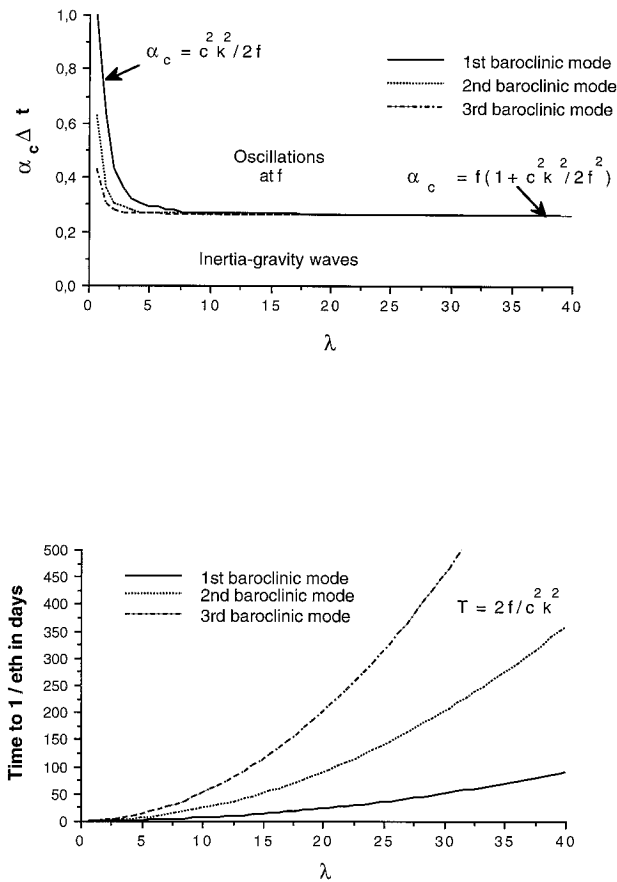 1,0
0,8
0,6
0,4
0,2
0,0
α c Δ t
α c = c²k²/2f
1st baroclinic mode
2nd baroclinic mode
3rd baroclinic mode
Oscillations
at f
α c = f(1+c²k²/2f²)
Inertia-gravity waves
0 5 10 15 20 25 30 35 40
λ
500
450
400
350
300
250
200
150
100
50
0
Time to 1/eth in days
1st baroclinic mode
2nd baroclinic mode
3rd baroclinic mode
T = 2f/c²k²
0 5 10 15 20 25 30 35 40
λ